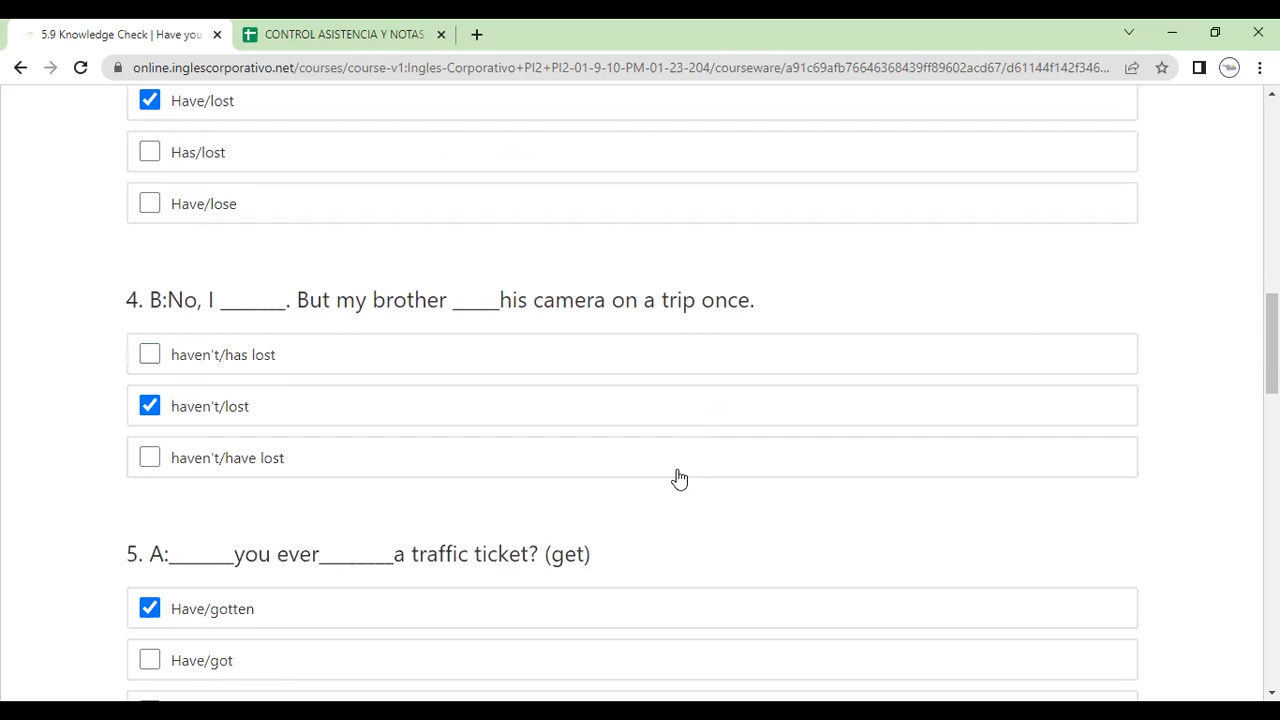 5.9 Knowledge Check | Have you
CONTROL ASISTENCIA Y NOTAS
online.inglescorporativo.net/courses/course-v1:Ingles-Corporativo+PI2+PI2-01-9-10-PM-01-23-204/courseware/a91c69afb76646368439ff89602acd67/d61144f142f346...
Have/lost
Has/lost
Have/lose
4. B:No, I _______. But my brother _____his camera on a trip once.
haven't/has lost
haven't/lost
haven't/have lost
5. A:_______you ever________a traffic ticket? (get)
Have/gotten
Have/got